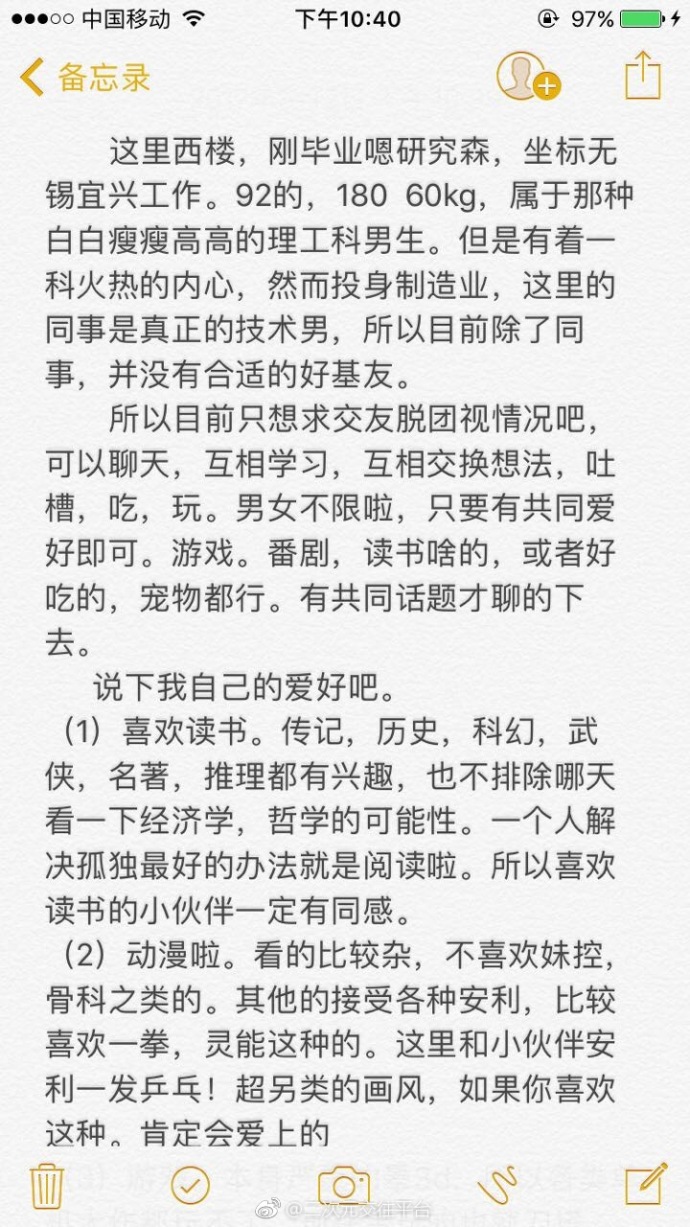 中国移动 下午10:40 97%
备忘录
这里西楼，刚毕业嗯研究森，坐标无
锡宜兴工作。92的，180 60kg，属于那种
白白瘦瘦高高的理工科男生。但是有着一
科火热的内心，然而投身制造业，这里的
同事是真正的技术男，所以目前除了同
事，并没有合适的好基友。
所以目前只想求交友脱团视情况吧，
可以聊天，互相学习，互相交换想法，吐
槽，吃，玩。男女不限啦，只要有共同爱
好即可。游戏。番剧，读书啥的，或者好
吃的，宠物都行。有共同话题才聊的下
去。
说下我自己的爱好吧。
（1）喜欢读书。传记，历史，科幻，武
侠，名著，推理都有兴趣，也不排除哪天
看一下经济学，哲学的可能性。一个人解
决孤独最好的办法就是阅读啦。所以喜欢
读书的小伙伴一定有同感。
（2）动漫啦。看的比较杂，不喜欢妹控，
骨科之类的。其他的接受各种安利，比较
喜欢一拳，灵能这种的。这里和小伙伴安
利一发乒乓！超另类的画风，如果你喜欢
这种。肯定会爱上的
@二次元交往平台